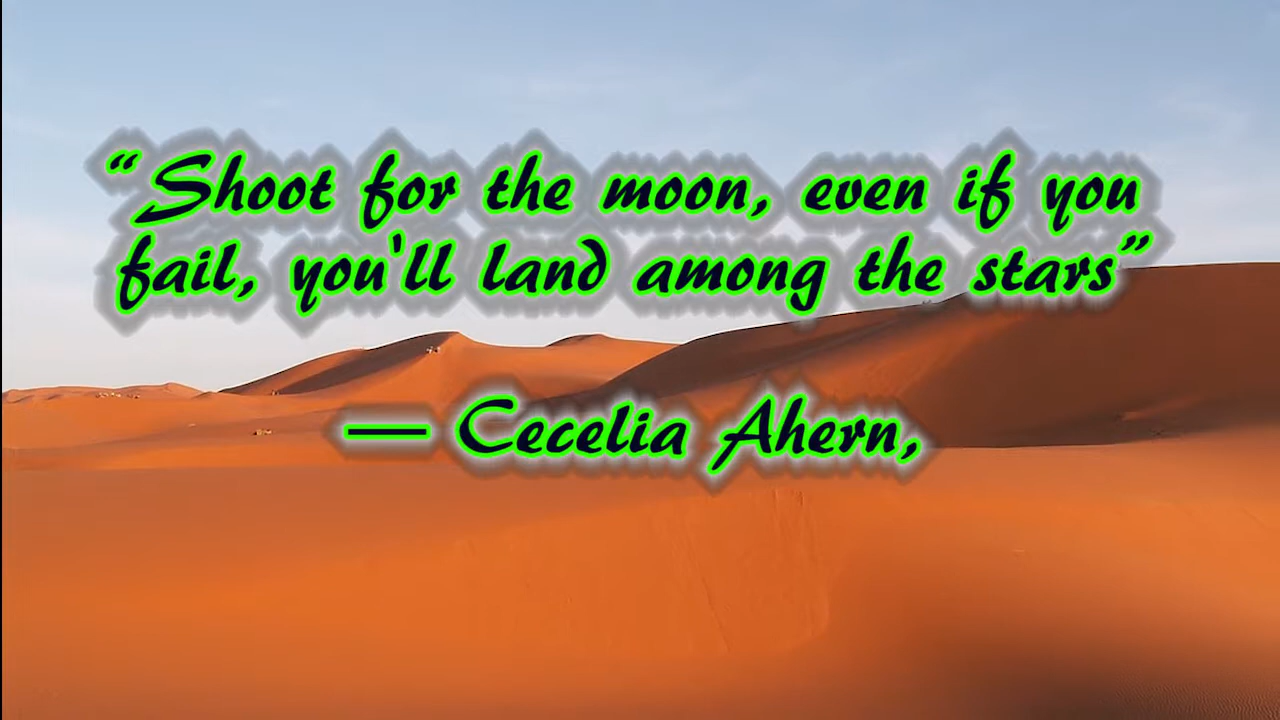 “Shoot for the moon, even if you
fail, you'll land among the stars”
— Cecelia Ahern,